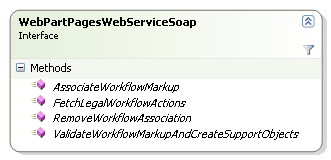 WebPartPagesWebServiceSoap
Interface
Methods
AssociateWorkflowMarkup
FetchLegalWorkflowActions
RemoveWorkflowAssociation
ValidateWorkflowMarkupAndCreateSupportObjects